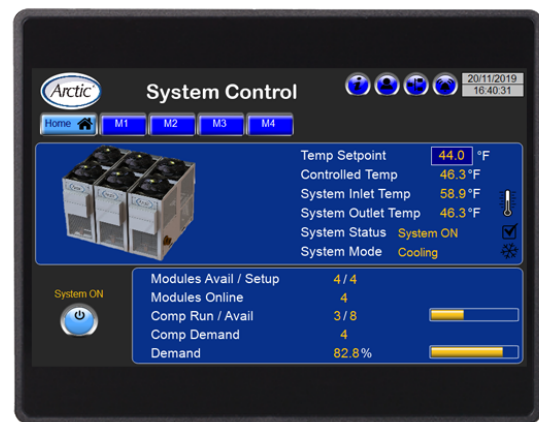 Arctic
System Control
20/11/2019
16:40:31
Home M1 M2 M3 M4
Temp Setpoint 44.0 °F
Controlled Temp 46.3°F
System Inlet Temp 58.9°F
System Outlet Temp 46.3°F
System Status System ON
System Mode Cooling
System ON
Modules Avail / Setup 4/4
Modules Online 4
Comp Run / Avail 3/8
Comp Demand 4
Demand 82.8%